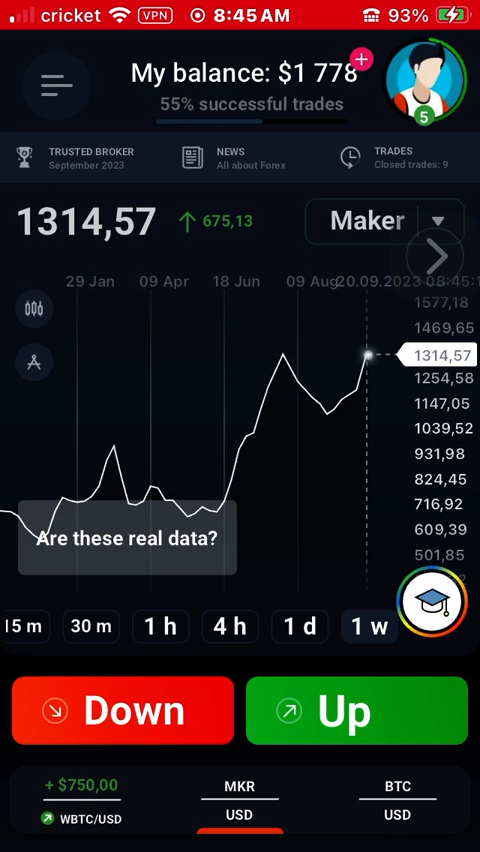 cricket VPN 8:45 AM 93%
My balance: $1 778
+
55% successful trades
5
TRUSTED BROKER
September 2023
NEWS
All about Forex
TRADES
Closed trades: 9
1314,57
675,13
Maker
29 Jan 09 Apr 18 Jun 09 Aug 20.09.2023 08:45:
1577,18
1469,65
1314,57
1254,58
1147,05
1039,52
931,98
824,45
716,92
609,39
501,85
Are these real data?
15 m
30 m
1 h
4 h
1 d
1 w
Down
Up
+ $750,00
WBTC/USD
MKR
USD
BTC
USD